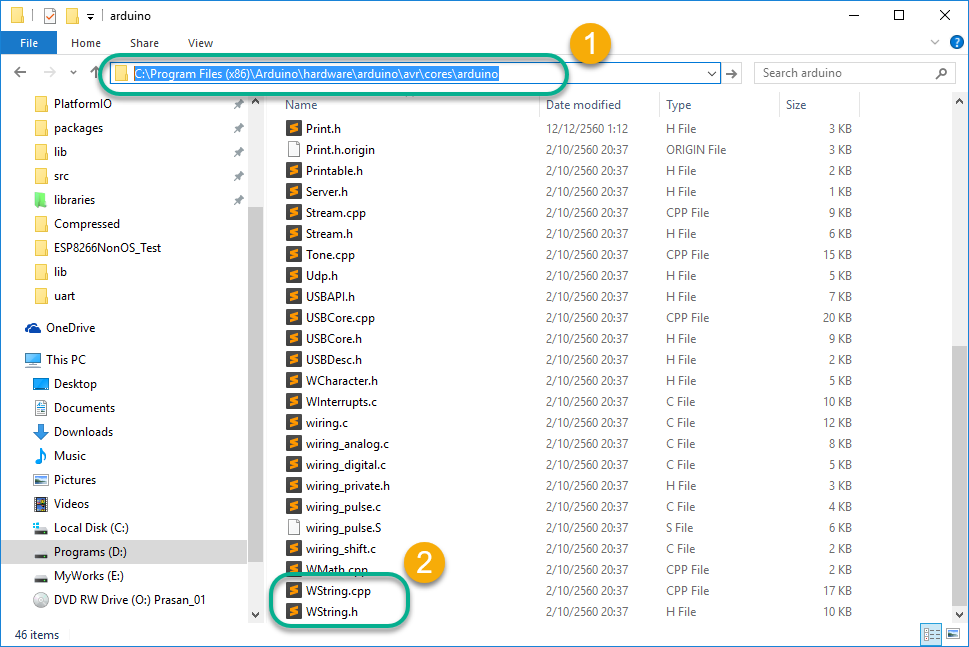 arduino
File Home Share View
1
C:\Program Files (x86)\Arduino\hardware\arduino\avr\cores\arduino
Search arduino
PlatformIO
packages
lib
src
libraries
Compressed
ESP8266NonOS_Test
lib
uart
OneDrive
This PC
Desktop
Documents
Downloads
Music
Pictures
Videos
Local Disk (C:)
Programs (D:)
MyWorks (E:)
DVD RW Drive (O:) Prasan_01
Name Date modified Type Size
Print.h 12/12/2560 1:12 H File 3 KB
Print.h.origin 2/10/2560 20:37 ORIGIN File 3 KB
Printable.h 2/10/2560 20:37 H File 2 KB
Server.h 2/10/2560 20:37 H File 1 KB
Stream.cpp 2/10/2560 20:37 CPP File 9 KB
Stream.h 2/10/2560 20:37 H File 6 KB
Tone.cpp 2/10/2560 20:37 CPP File 15 KB
Udp.h 2/10/2560 20:37 H File 5 KB
USBAPI.h 2/10/2560 20:37 H File 7 KB
USBCore.cpp 2/10/2560 20:37 CPP File 20 KB
USBCore.h 2/10/2560 20:37 H File 9 KB
USBDesc.h 2/10/2560 20:37 H File 2 KB
WCharacter.h 2/10/2560 20:37 H File 5 KB
WInterrupts.c 2/10/2560 20:37 C File 10 KB
wiring.c 2/10/2560 20:37 C File 12 KB
wiring_analog.c 2/10/2560 20:37 C File 8 KB
wiring_digital.c 2/10/2560 20:37 C File 5 KB
wiring_private.h 2/10/2560 20:37 H File 3 KB
wiring_pulse.c 2/10/2560 20:37 C File 4 KB
wiring_pulse.S 2/10/2560 20:37 S File 6 KB
wiring_shift.c 2/10/2560 20:37 C File 2 KB
WMath.cpp 2/10/2560 20:37 CPP File 2 KB
2
WString.cpp 2/10/2560 20:37 CPP File 17 KB
WString.h 2/10/2560 20:37 H File 10 KB
46 items